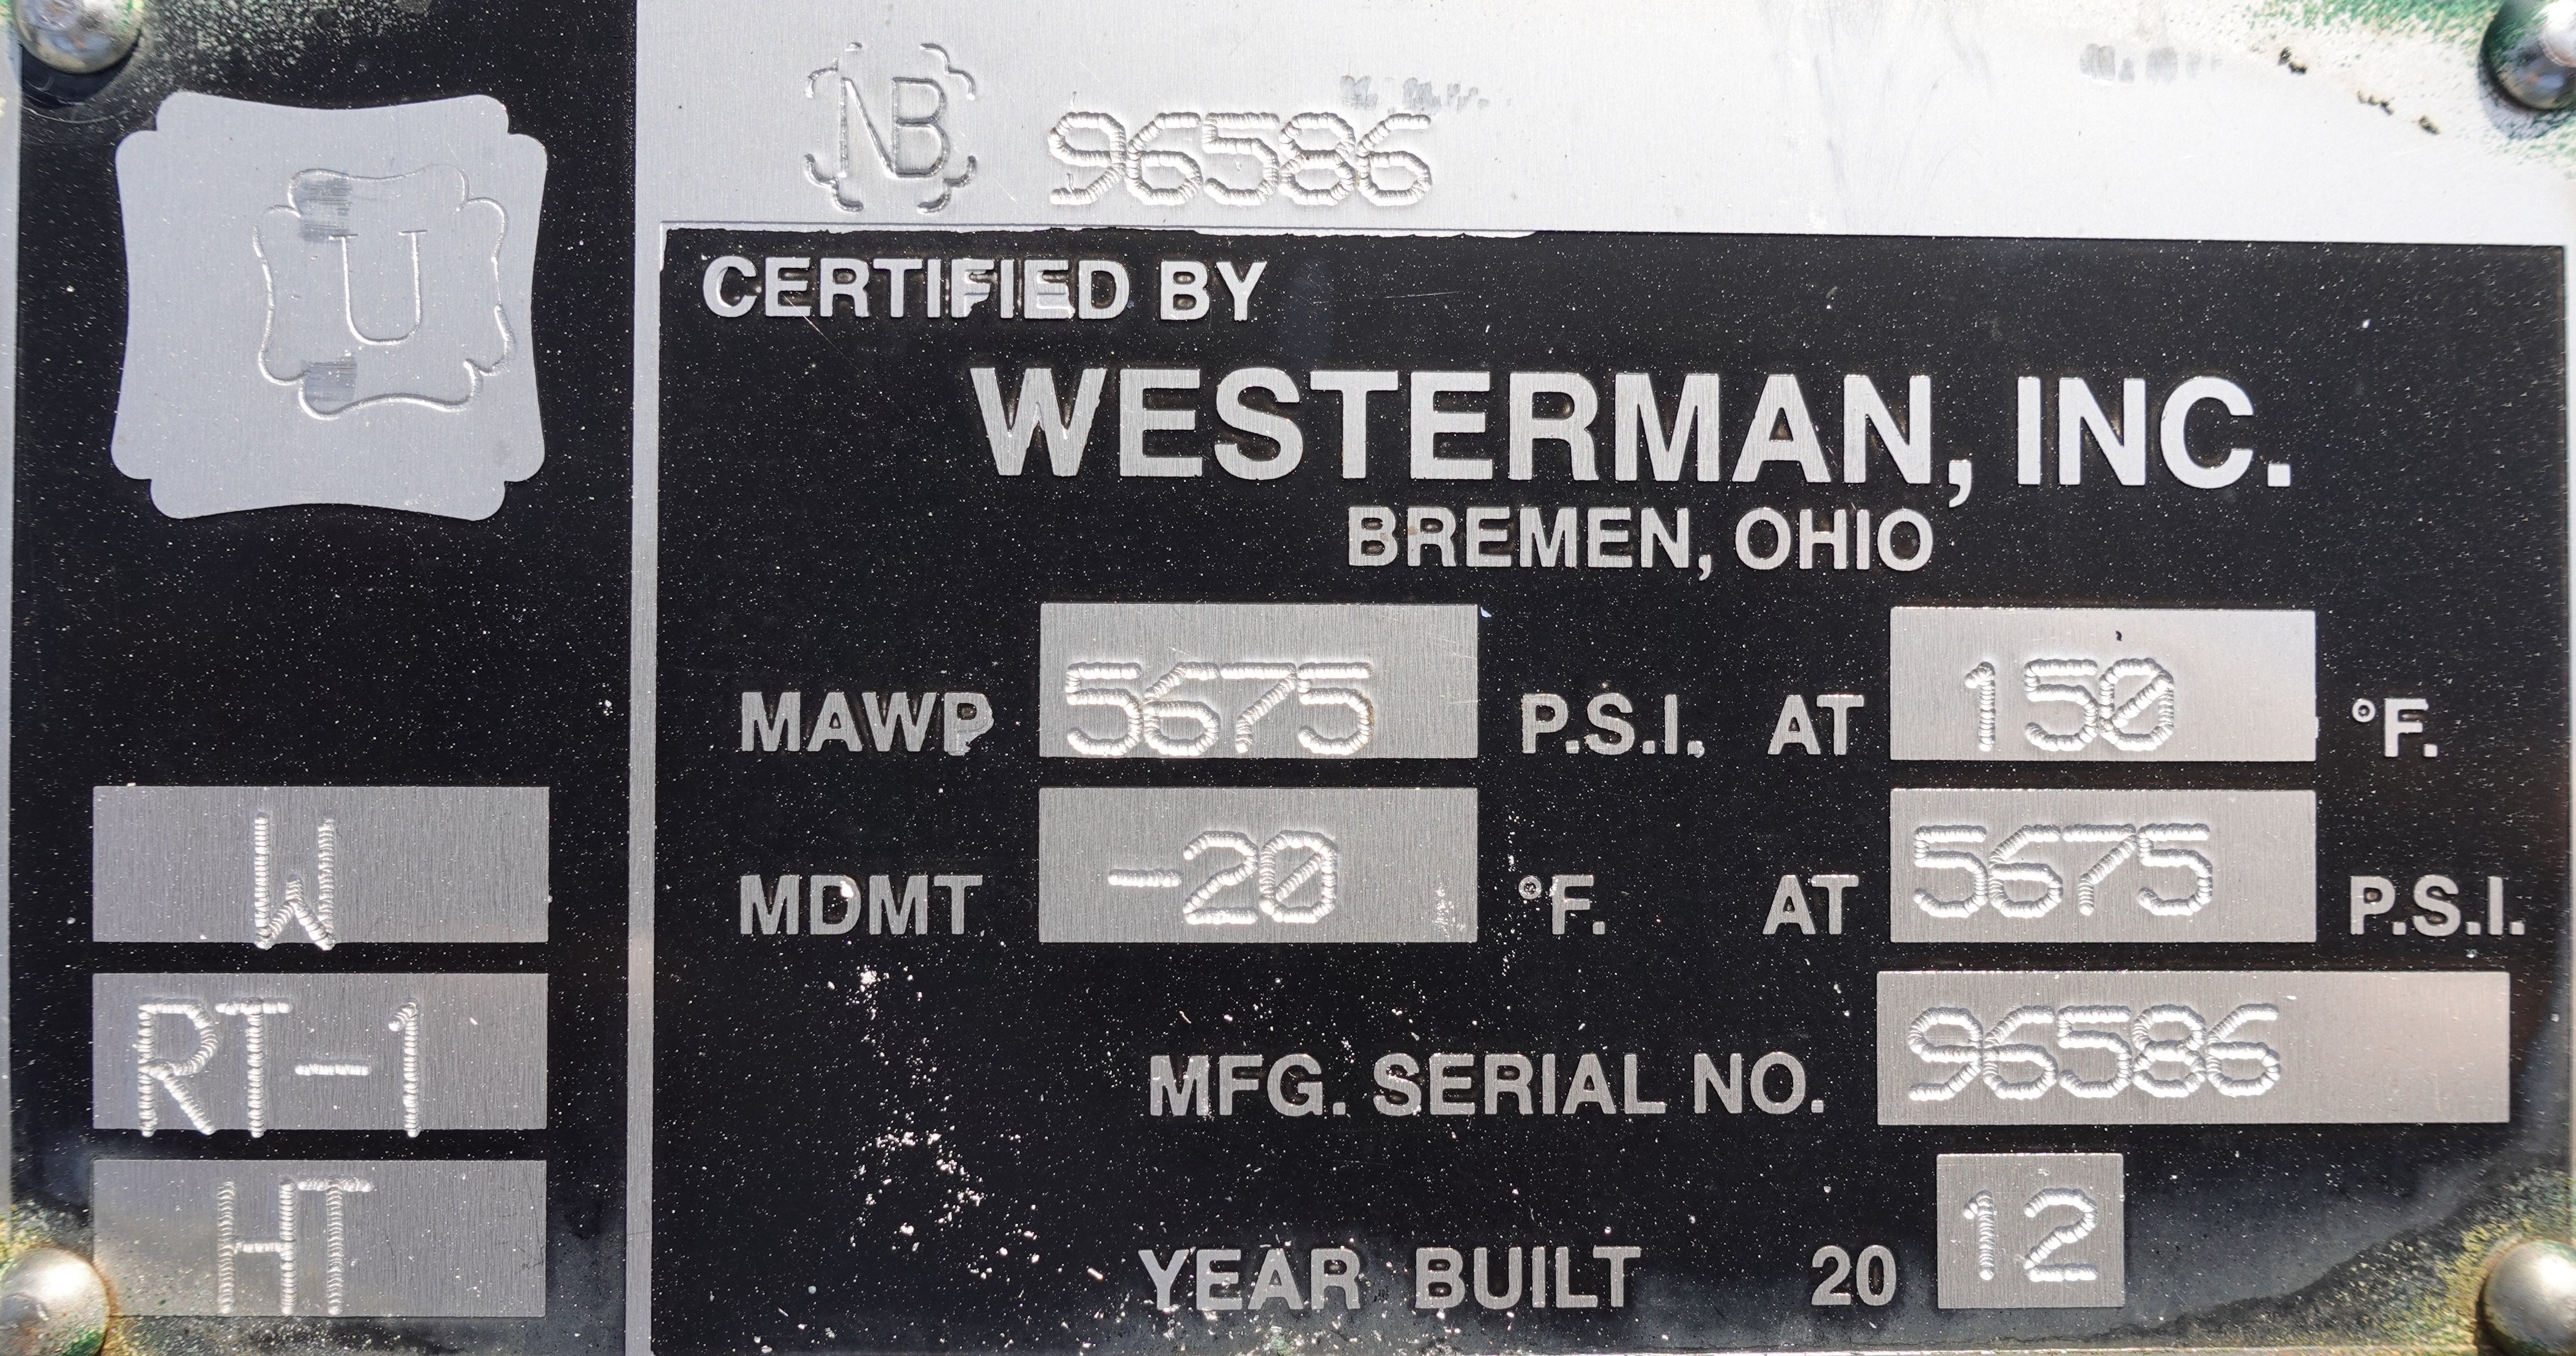 NB 96586
U
CERTIFIED BY
WESTERMAN, INC.
BREMEN, OHIO
MAWP 5675 P.S.I. AT 150 °F.
MDMT -20 °F. AT 5675 P.S.I.
MFG. SERIAL NO. 96586
YEAR BUILT 20 12
W
RT-1
HT